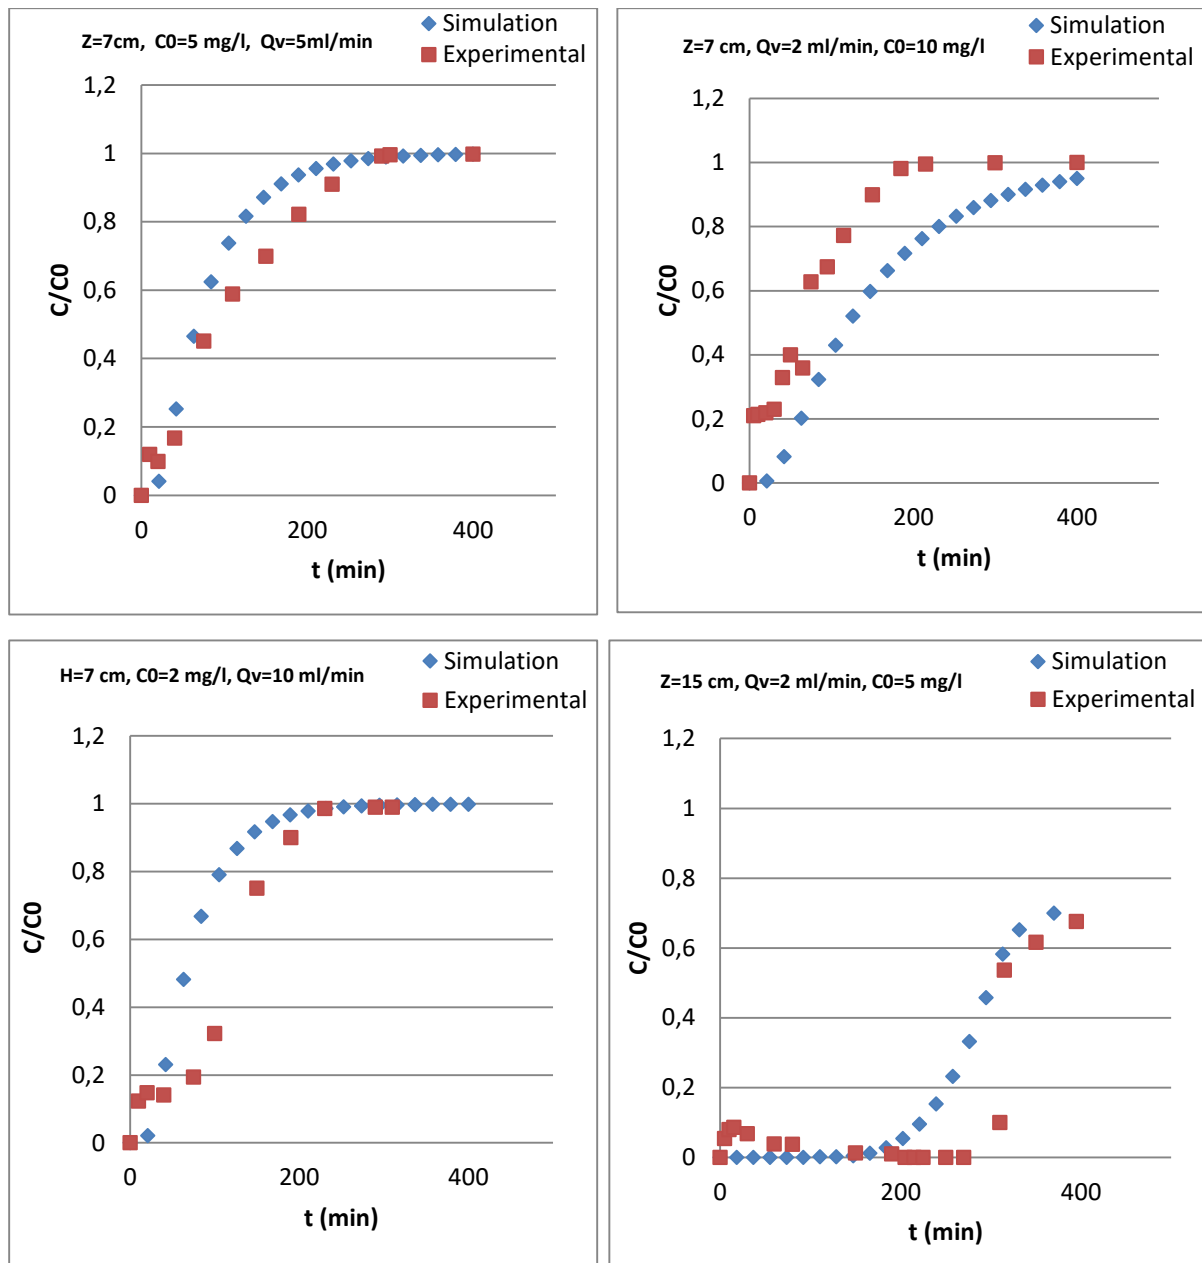 Z=7cm, C0=5 mg/l, Qv=5ml/min
Simulation
Experimental
1,2
1
0,8
0,6
0,4
0,2
0
C/C0
0 200 400
t (min)
Z=7 cm, Qv=2 ml/min, C0=10 mg/l
Simulation
Experimental
1,2
1
0,8
0,6
0,4
0,2
0
C/C0
0 200 400
t (min)
H=7 cm, C0=2 mg/l, Qv=10 ml/min
Simulation
Experimental
1,2
1
0,8
0,6
0,4
0,2
0
C/C0
0 200 400
t (min)
Z=15 cm, Qv=2 ml/min, C0=5 mg/l
Simulation
Experimental
1,2
1
0,8
0,6
0,4
0,2
0
C/C0
0 200 400
t (min)